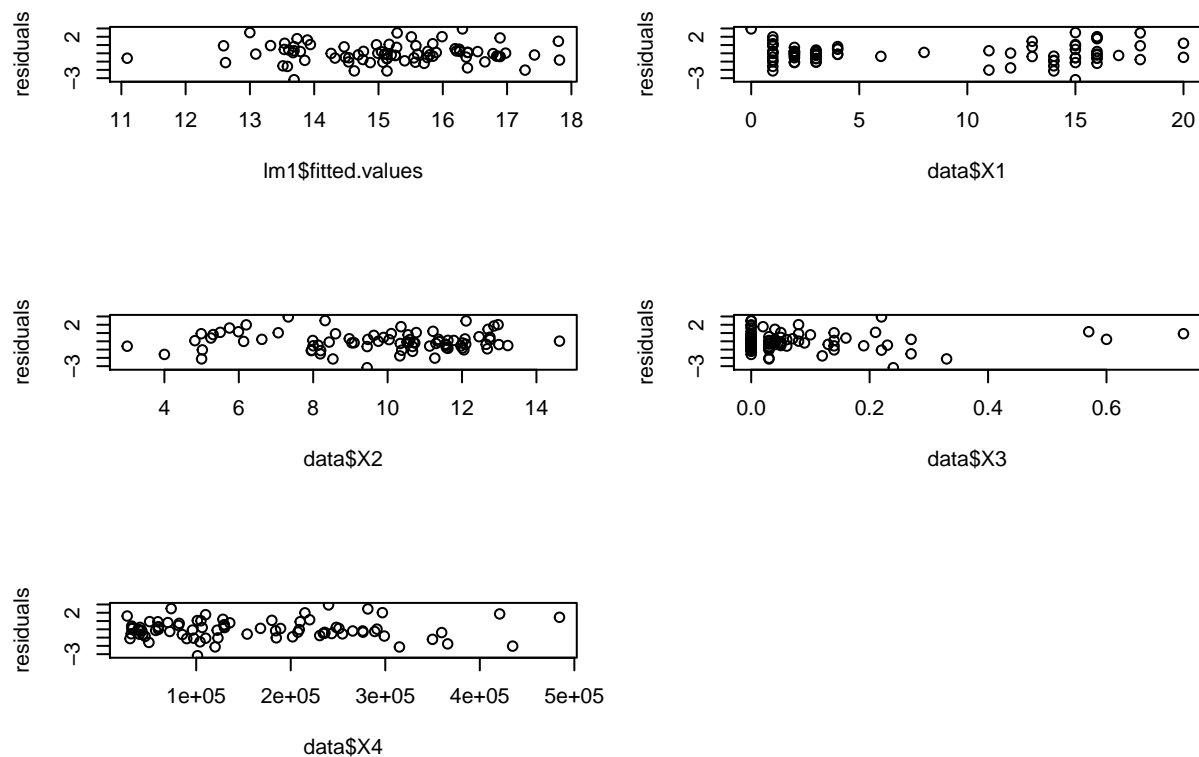 residuals
2
-3
11 12 13 14 15 16 17 18
lm1$fitted.values
residuals
2
-3
0 5 10 15 20
data$X1
residuals
2
-3
4 6 8 10 12 14
data$X2
residuals
2
-3
0.0 0.2 0.4 0.6
data$X3
residuals
2
-3
1e+05 2e+05 3e+05 4e+05 5e+05
data$X4